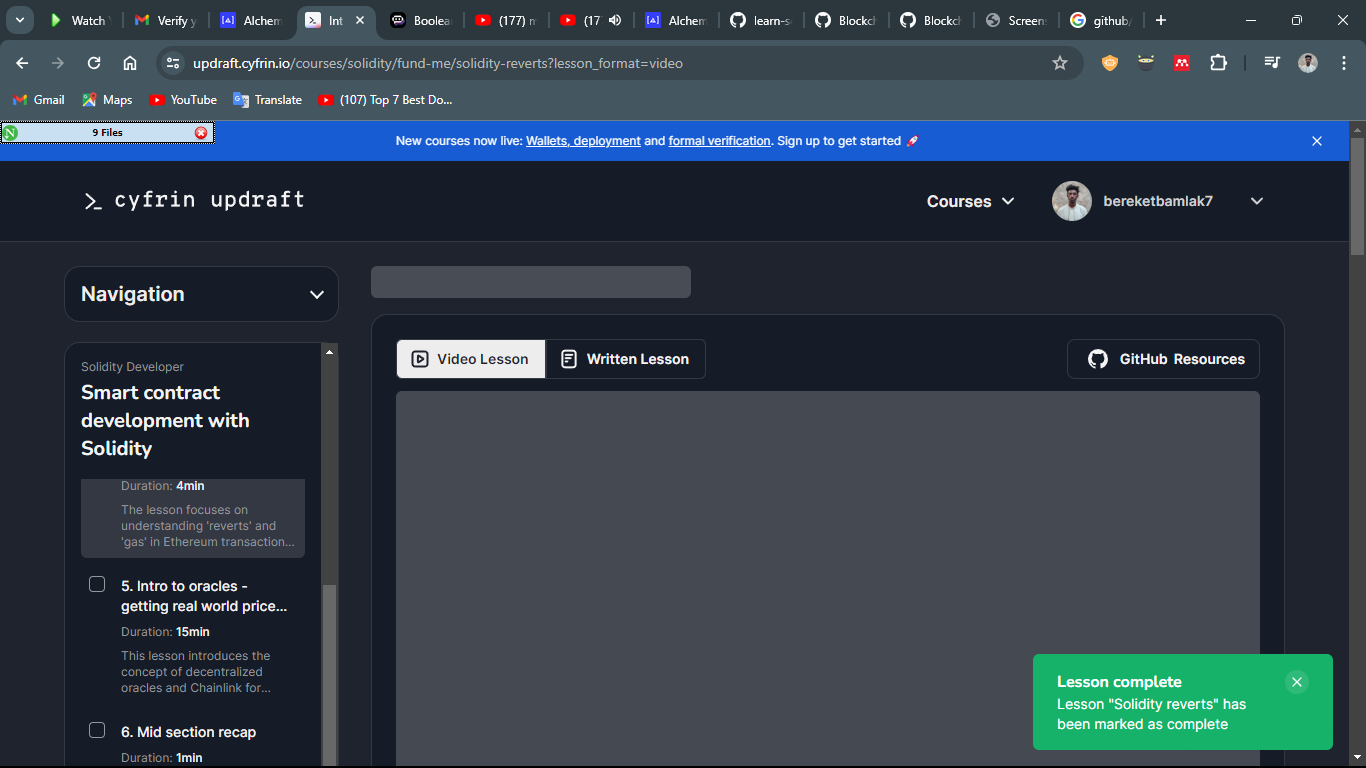 Watch
Verify y
Alchem
Int
Boolea
(177) m
(17
Alchem
learn-s
Blockch
Blockch
Screen
github/
updraft.cyfrin.io/courses/solidity/fund-me/solidity-reverts?lesson_format=video
Gmail
Maps
YouTube
Translate
(107) Top 7 Best Do...
9 Files
New courses now live: Wallets, deployment and formal verification. Sign up to get started 🚀
>_ cyfrin updraft
Courses
bereketbamlak7
Navigation
Solidity Developer
Smart contract
development with
Solidity
Duration: 4min
The lesson focuses on
understanding 'reverts' and
'gas' in Ethereum transaction...
5. Intro to oracles -
getting real world price...
Duration: 15min
This lesson introduces the
concept of decentralized
oracles and Chainlink for...
6. Mid section recap
Duration: 1min
Video Lesson
Written Lesson
GitHub Resources
Lesson complete
Lesson "Solidity reverts" has
been marked as complete